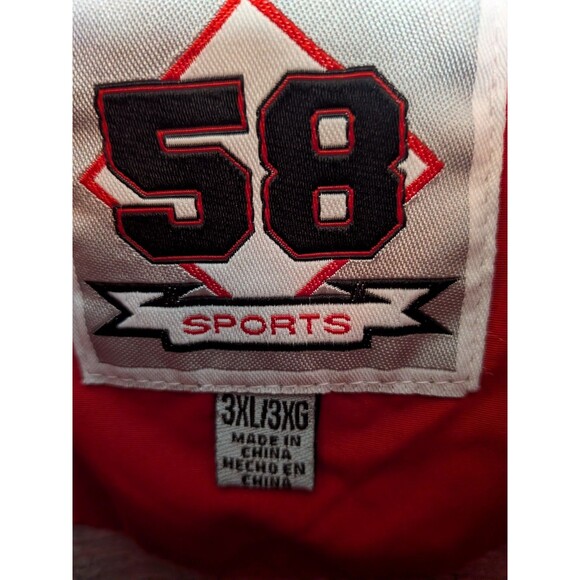 58
SPORTS
3XL/3XG
MADE IN
CHINA
HECHO EN
CHINA